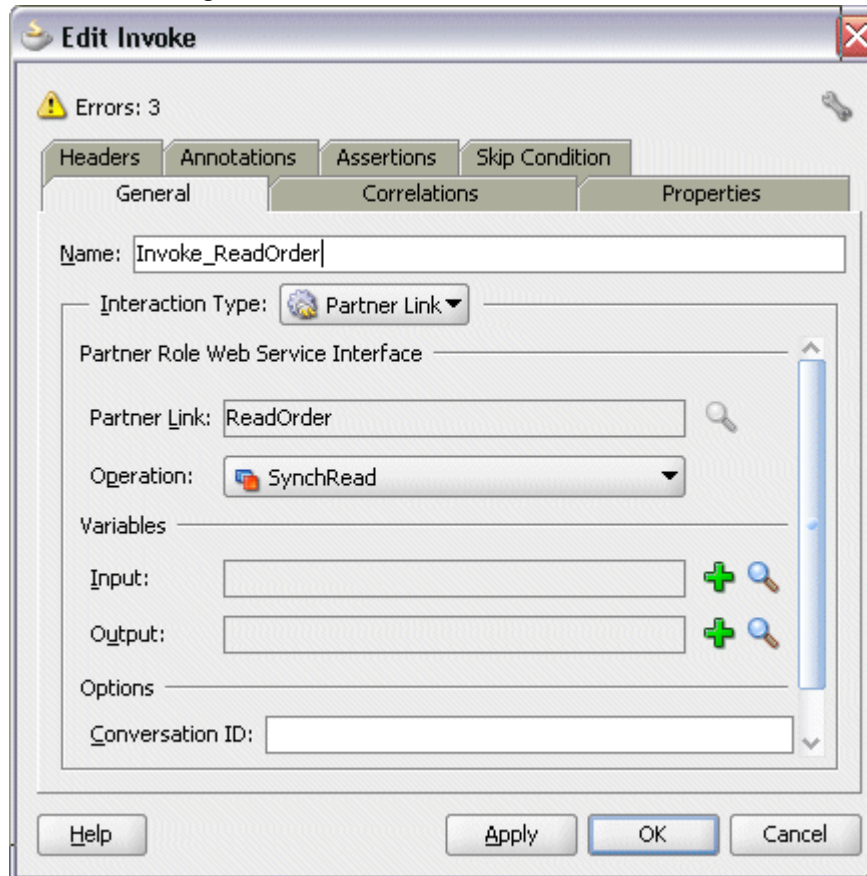 Edit Invoke
Errors: 3
Headers Annotations Assertions Skip Condition
General Correlations Properties
Name: Invoke_ReadOrder
Interaction Type: Partner Link
Partner Role Web Service Interface
Partner Link: ReadOrder
Operation: SynchRead
Variables
Input:
Output:
Options
Conversation ID:
Help Apply OK Cancel